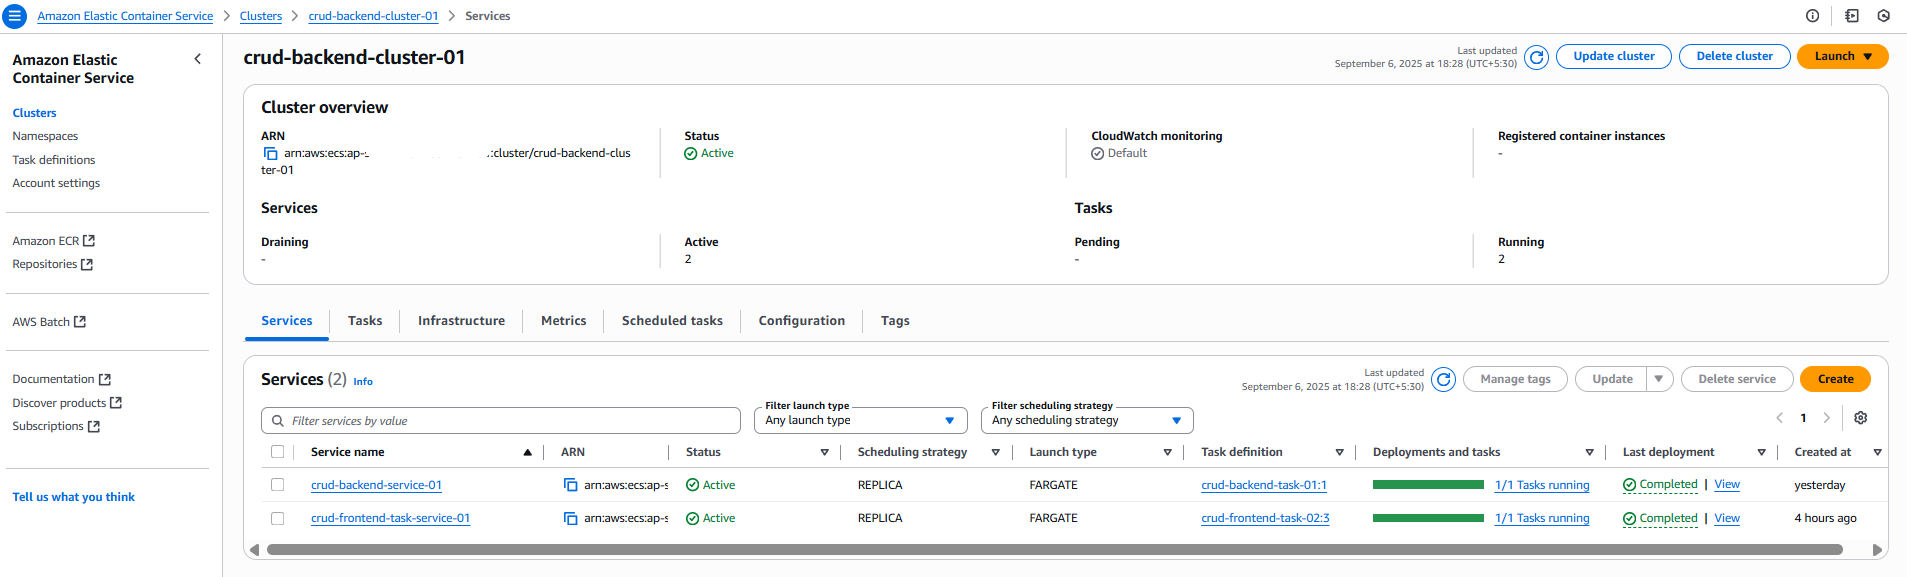 Amazon Elastic Container Service > Clusters > crud-backend-cluster-01 > Services
Amazon Elastic
Container Service
Clusters
Namespaces
Task definitions
Account settings
Amazon ECR
Repositories
AWS Batch
Documentation
Discover products
Subscriptions
Tell us what you think
crud-backend-cluster-01
Last updated
September 6, 2025 at 18:28 (UTC+5:30)
Update cluster
Delete cluster
Launch
Cluster overview
ARN
arn:aws:ecs:ap-
:cluster/crud-backend-clus
ter-01
Status
Active
CloudWatch monitoring
Default
Registered container instances
-
Services
Draining
-
Active
2
Tasks
Pending
-
Running
2
Services Tasks Infrastructure Metrics Scheduled tasks Configuration Tags
Services (2) Info
Last updated
September 6, 2025 at 18:28 (UTC+5:30)
Manage tags
Update
Delete service
Create
Filter services by value
Filter launch type
Any launch type
Filter scheduling strategy
Any scheduling strategy
1
Service name ARN Status Scheduling strategy Launch type Task definition Deployments and tasks Last deployment Created at
crud-backend-service-01 arn:aws:ecs:ap-s Active REPLICA FARGATE crud-backend-task-01:1 1/1 Tasks running Completed | View yesterday
crud-frontend-task-service-01 arn:aws:ecs:ap-s Active REPLICA FARGATE crud-frontend-task-02:3 1/1 Tasks running Completed | View 4 hours ago